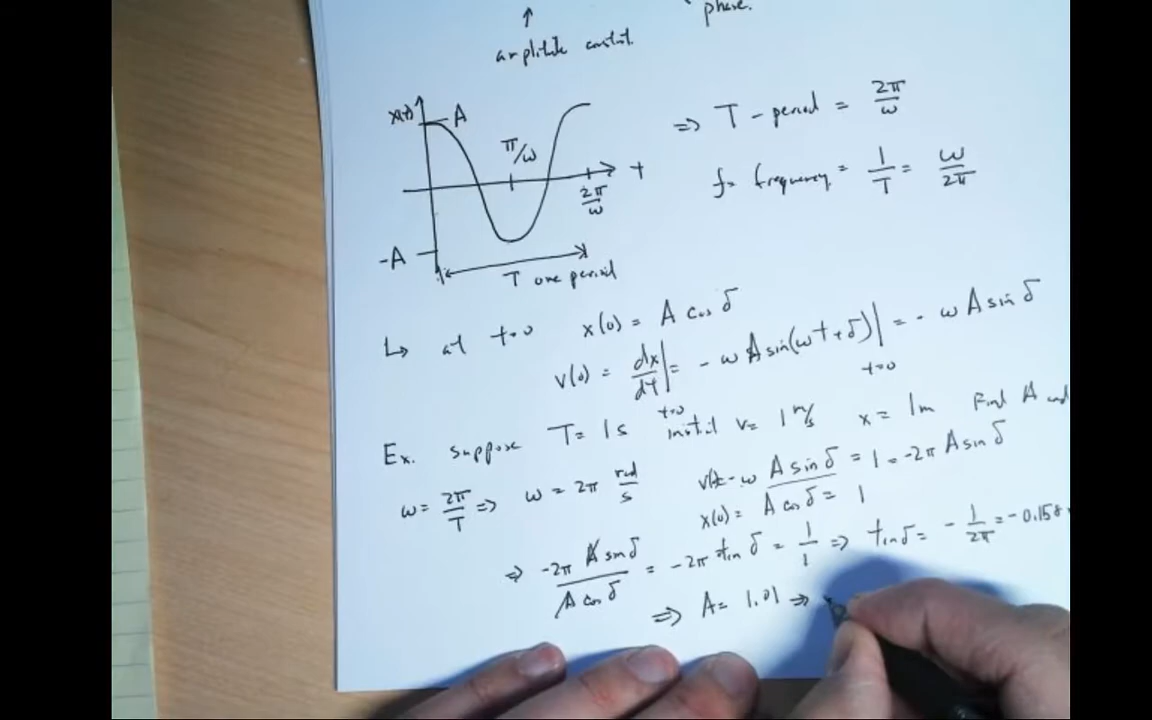 phase.
↑
amplitude constant.
x(t) A
π/ω
t
2π/ω
-A
T one period
=> T - period = 2π/ω
f = frequency = 1/T = ω/2π
↳ at t=0 x(0) = A cos δ
v(0) = dx/dt|t=0 = - ω A sin(ωt + δ)|t=0 = - ω A sin δ
Ex. suppose T = 1s initial v = 1 m/s x = 1m Find A and
ω = 2π/T => ω = 2π rad/s
- ω A sin δ = 1 = -2π A sin δ
x(0) = A cos δ = 1
=> -2π A sin δ / A cos δ = -2π tan δ = 1/1 => tan δ = - 1/2π = -0.158
=> A = 1.01 =>